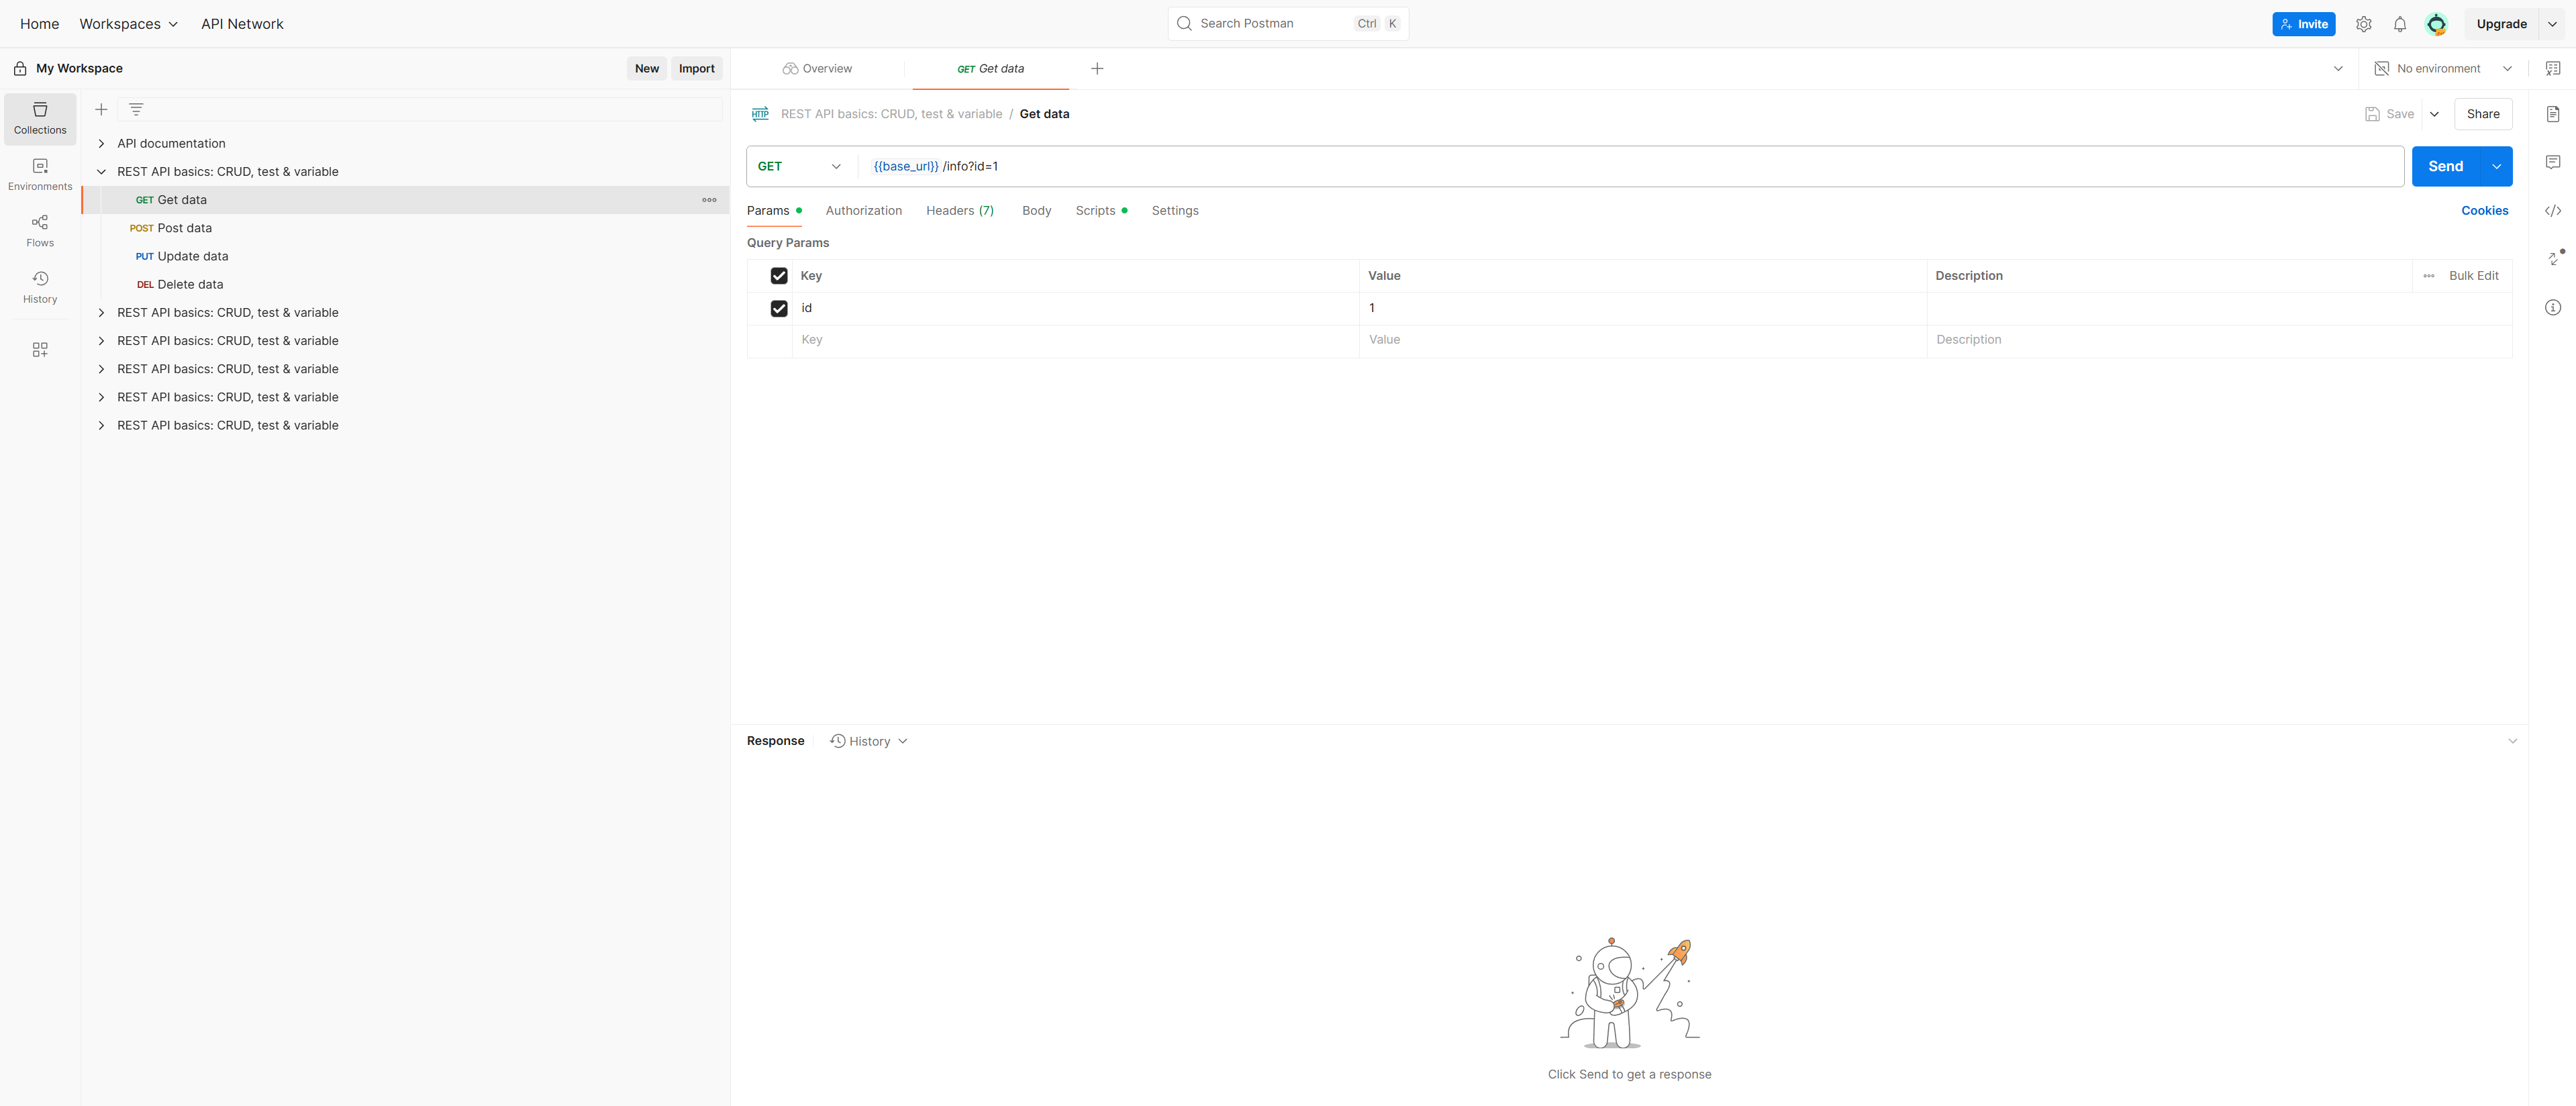 Home Workspaces API Network Search Postman Ctrl K Invite Upgrade
My Workspace New Import Overview GET Get data No environment
Collections
Environments
Flows
History
API documentation
REST API basics: CRUD, test & variable
GET Get data
POST Post data
PUT Update data
DEL Delete data
REST API basics: CRUD, test & variable
REST API basics: CRUD, test & variable
REST API basics: CRUD, test & variable
REST API basics: CRUD, test & variable
REST API basics: CRUD, test & variable
HTTP REST API basics: CRUD, test & variable / Get data Save Share
GET {{base_url}} /info?id=1 Send
Params Authorization Headers (7) Body Scripts Settings Cookies
Query Params
Key Value Description Bulk Edit
id 1
Key Value Description
Response History
Click Send to get a response